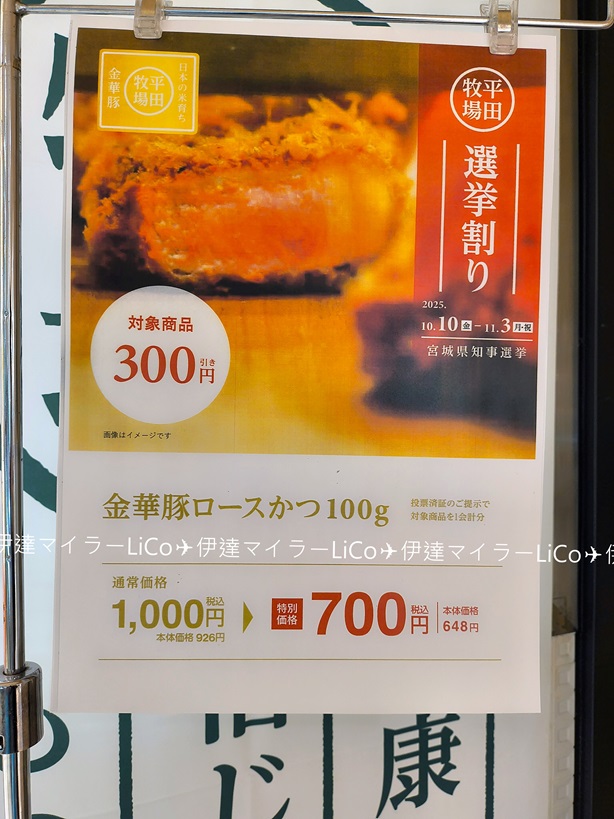 日本の米育ち
平田
牧場
金華豚
平田
牧場
選挙割り
2025.
10.10金－11.3月・祝
宮城県知事選挙
対象商品
300円引き
画像はイメージです
金華豚ロースかつ100g
投票済証のご提示で
対象商品を1会計分
伊達マイラーLiCo✈伊達マイラーLiCo✈伊達マイラーLiCo✈伊
通常価格
1,000円税込
本体価格 926円
特別
価格
700円税込
本体価格
648円
康